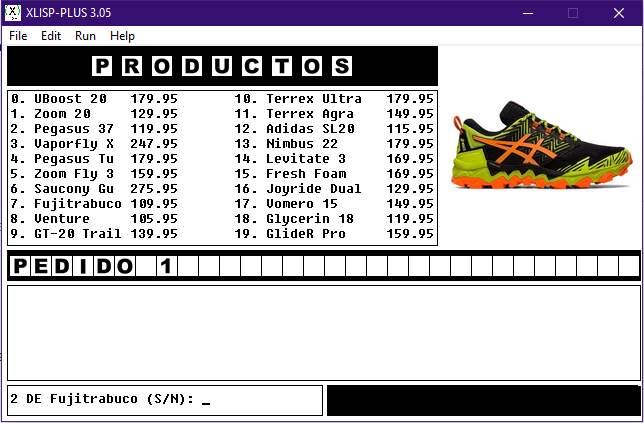 XLISP-PLUS 3.05
File Edit Run Help
PRODUCTOS
0. UBoost 20 179.95 10. Terrex Ultra 179.95
1. Zoom 20 129.95 11. Terrex Agra 149.95
2. Pegasus 37 119.95 12. Adidas SL20 115.95
3. Vaporfly X 247.95 13. Nimbus 22 179.95
4. Pegasus Tu 179.95 14. Levitate 3 169.95
5. Zoom Fly 3 159.95 15. Fresh Foam 169.95
6. Saucony Gu 275.95 16. Joyride Dual 129.95
7. Fujitrabuco 109.95 17. Vomero 15 149.95
8. Venture 105.95 18. Glycerin 18 119.95
9. GT-20 Trail 139.95 19. GlideR Pro 159.95
PEDIDO 1
2 DE Fujitrabuco (S/N): _